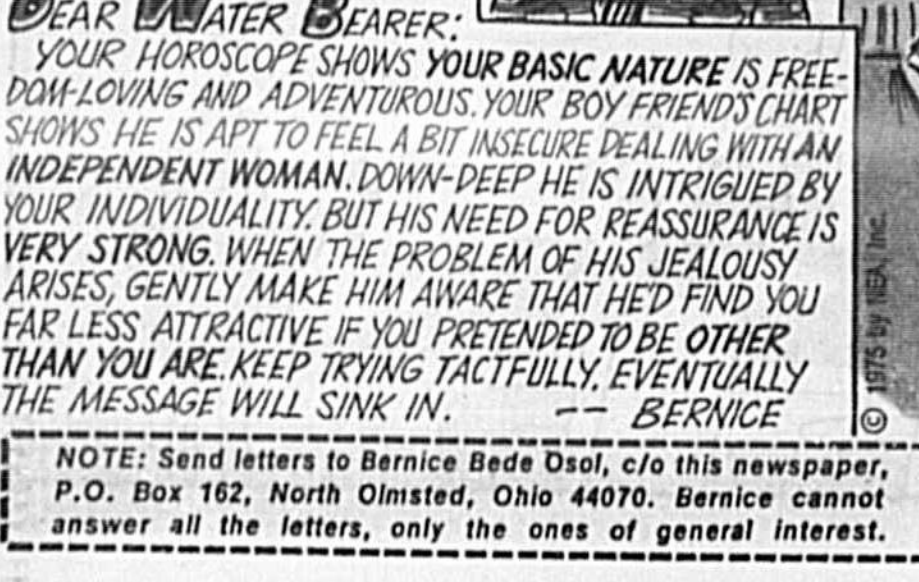 DEAR WATER BEARER:
YOUR HOROSCOPE SHOWS YOUR BASIC NATURE IS FREE-
DOM-LOVING AND ADVENTUROUS. YOUR BOY FRIEND'S CHART
SHOWS HE IS APT TO FEEL A BIT INSECURE DEALING WITH AN
INDEPENDENT WOMAN. DOWN-DEEP HE IS INTRIGUED BY
YOUR INDIVIDUALITY. BUT HIS NEED FOR REASSURANCE IS
VERY STRONG. WHEN THE PROBLEM OF HIS JEALOUSY
ARISES, GENTLY MAKE HIM AWARE THAT HE'D FIND YOU
FAR LESS ATTRACTIVE IF YOU PRETENDED TO BE OTHER
THAN YOU ARE. KEEP TRYING TACTFULLY. EVENTUALLY
THE MESSAGE WILL SINK IN. -- BERNICE
© 1975 by NEA, Inc.
NOTE: Send letters to Bernice Bede Osol, c/o this newspaper,
P.O. Box 162, North Olmsted, Ohio 44070. Bernice cannot
answer all the letters, only the ones of general interest.